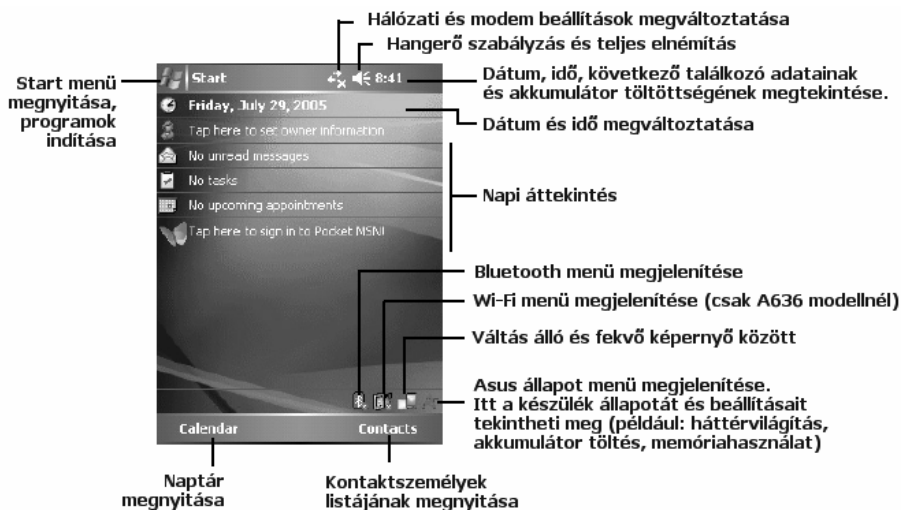 Hálózati és modem beállítások megváltoztatása
Hangerő szabályzás és teljes elnémítás
Start menü
megnyitása,
programok
indítása
Start
8:41
Dátum, idő, következő találkozó adatainak
és akkumulátor töltöttségének megtekintése.
Friday, July 29, 2005
Dátum és idő megváltoztatása
Tap here to set owner information
No unread messages
No tasks
No upcoming appointments
Tap here to sign in to Pocket MSN!
Napi áttekintés
Bluetooth menü megjelenítése
Wi-Fi menü megjelenítése (csak A636 modellnél)
Váltás álló és fekvő képernyő között
Asus állapot menü megjelenítése.
Itt a készülék állapotát és beállításait
tekintheti meg (például: háttérvilágítás,
akkumulátor töltés, memóriahasználat)
Calendar
Contacts
Naptár
megnyitása
Kontaktszemélyek
listájának megnyitása